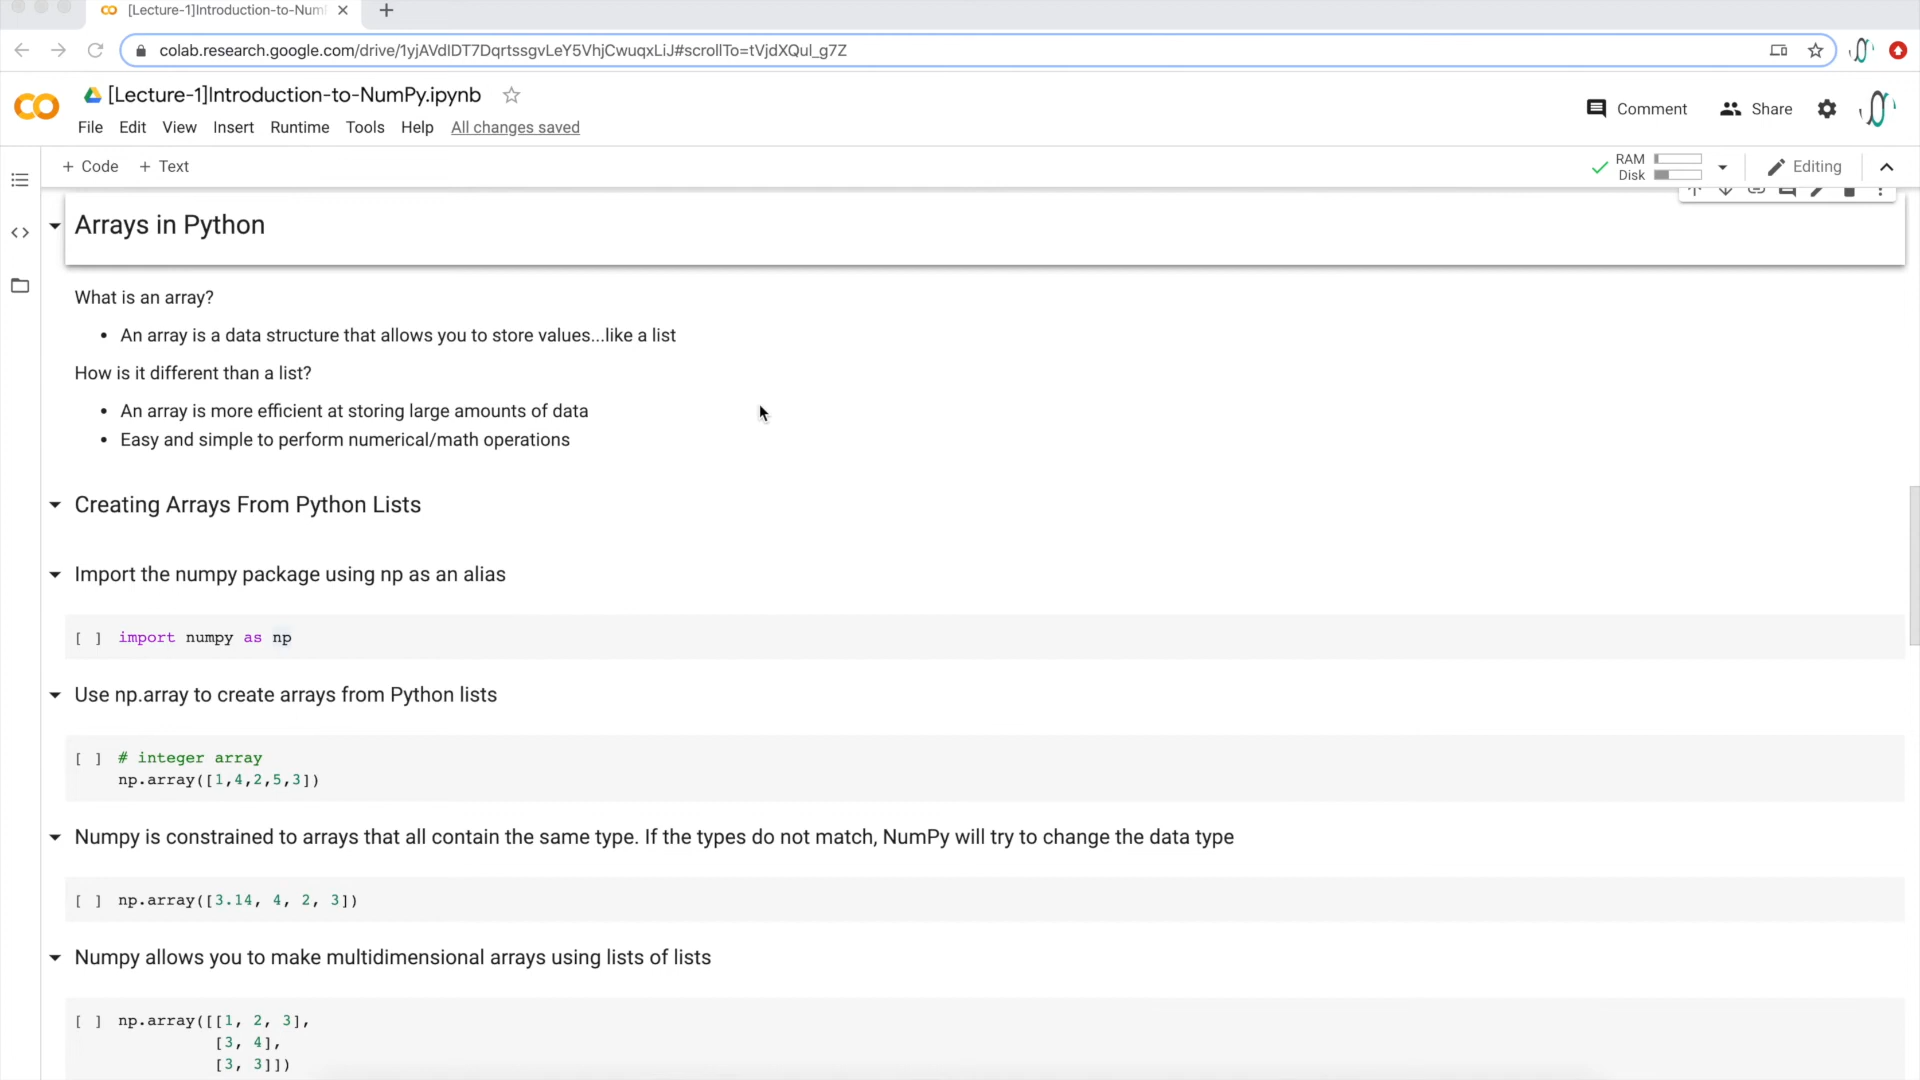 [Lecture-1]Introduction-to-Num
colab.research.google.com/drive/1yjAVdlDT7DqrtssgvLeY5VhjCwuqxLiJ#scrollTo=tVjdXQul_g7Z
[Lecture-1]Introduction-to-NumPy.ipynb
Comment Share
File Edit View Insert Runtime Tools Help All changes saved
+ Code + Text
RAM
Disk
Editing
Arrays in Python
What is an array?
• An array is a data structure that allows you to store values...like a list
How is it different than a list?
• An array is more efficient at storing large amounts of data
• Easy and simple to perform numerical/math operations
Creating Arrays From Python Lists
Import the numpy package using np as an alias
[ ] import numpy as np
Use np.array to create arrays from Python lists
[ ] # integer array
np.array([1,4,2,5,3])
Numpy is constrained to arrays that all contain the same type. If the types do not match, NumPy will try to change the data type
[ ] np.array([3.14, 4, 2, 3])
Numpy allows you to make multidimensional arrays using lists of lists
[ ] np.array([[1, 2, 3],
[3, 4],
[3, 3]])